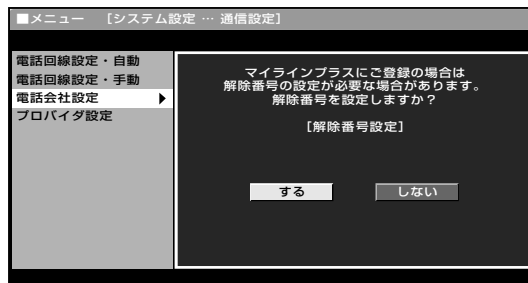 ■メニュー ［システム設定 … 通信設定］
電話回線設定・自動
電話回線設定・手動
電話会社設定 ▶
プロバイダ設定
マイラインプラスにご登録の場合は
解除番号の設定が必要な場合があります。
解除番号を設定しますか？
［解除番号設定］
する
しない